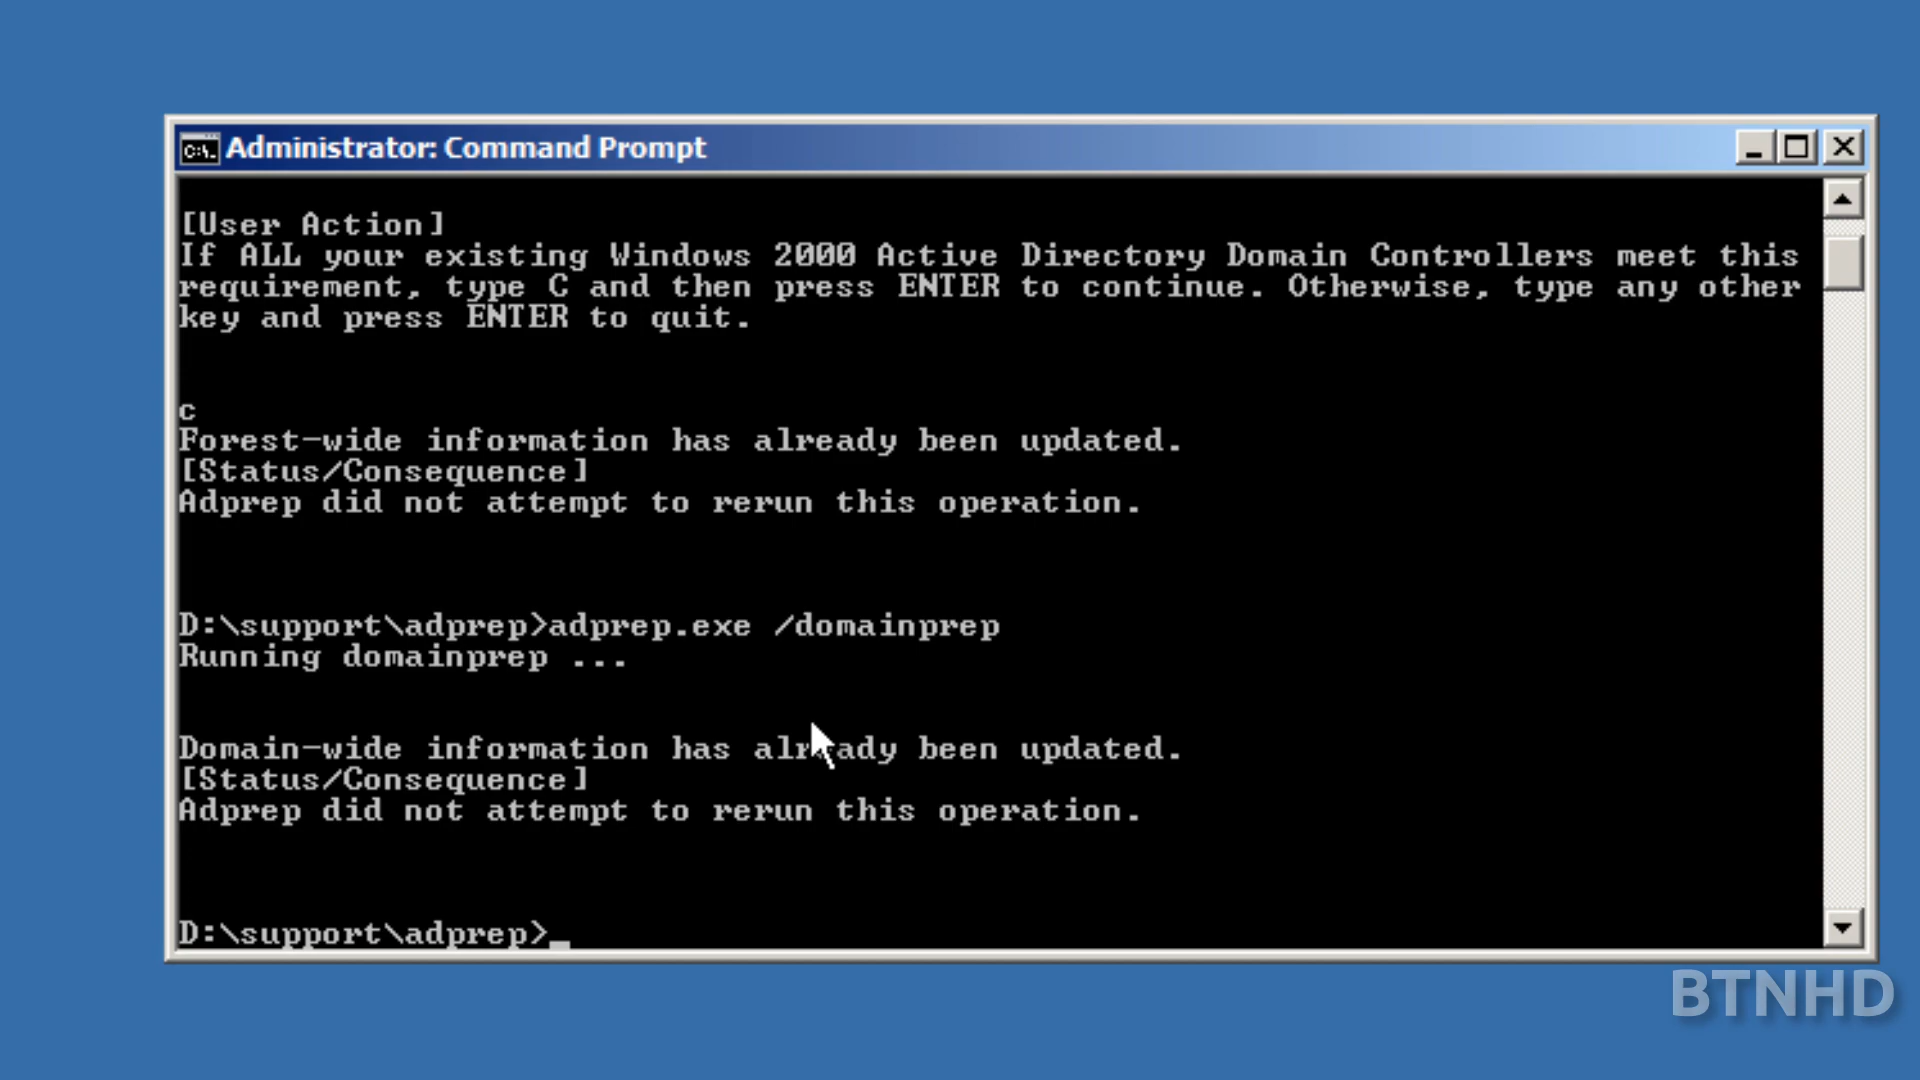 C:\.
Administrator: Command Prompt
[User Action]
If ALL your existing Windows 2000 Active Directory Domain Controllers meet this
requirement, type C and then press ENTER to continue. Otherwise, type any other
key and press ENTER to quit.
c
Forest-wide information has already been updated.
[Status/Consequence]
Adprep did not attempt to rerun this operation.
D:\support\adprep>adprep.exe /domainprep
Running domainprep ...
Domain-wide information has already been updated.
[Status/Consequence]
Adprep did not attempt to rerun this operation.
D:\support\adprep>_
BTNHD